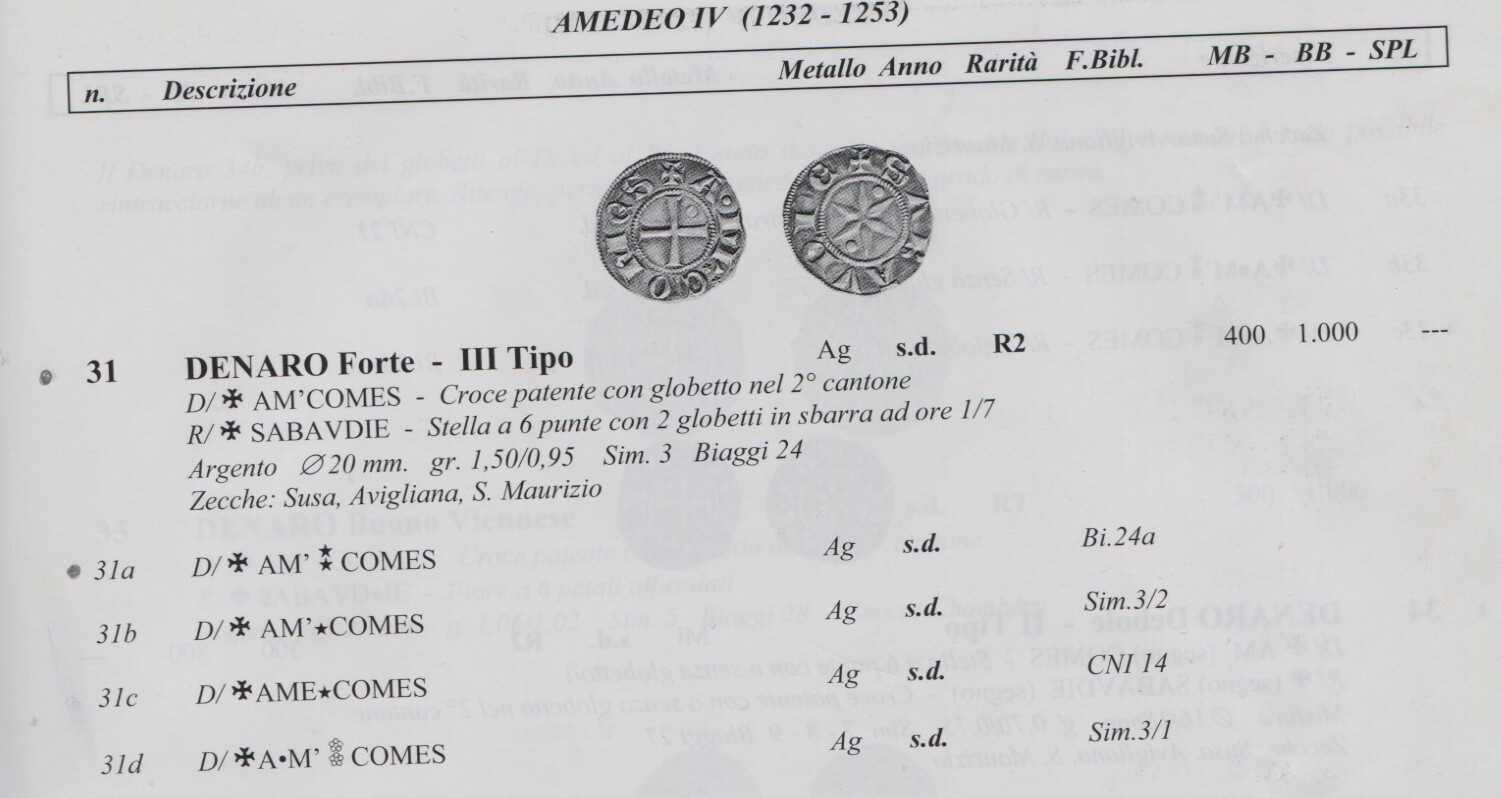 AMEDEO IV (1232 - 1253)
n. Descrizione Metallo Anno Rarità F.Bibl. MB - BB - SPL
31 DENARO Forte - III Tipo Ag s.d. R2 400 1.000 ---
D/ ✠ AM’COMES - Croce patente con globetto nel 2° cantone
R/ ✠ SABAVDIE - Stella a 6 punte con 2 globetti in sbarra ad ore 1/7
Argento Ø 20 mm. gr. 1,50/0,95 Sim. 3 Biaggi 24
Zecche: Susa, Avigliana, S. Maurizio
31a D/ ✠ AM’ ★★ COMES Ag s.d. Bi.24a
31b D/ ✠ AM’★COMES Ag s.d. Sim.3/2
31c D/ ✠AME★COMES Ag s.d. CNI 14
31d D/ ✠A•M’ ❀❀ COMES Ag s.d. Sim.3/1